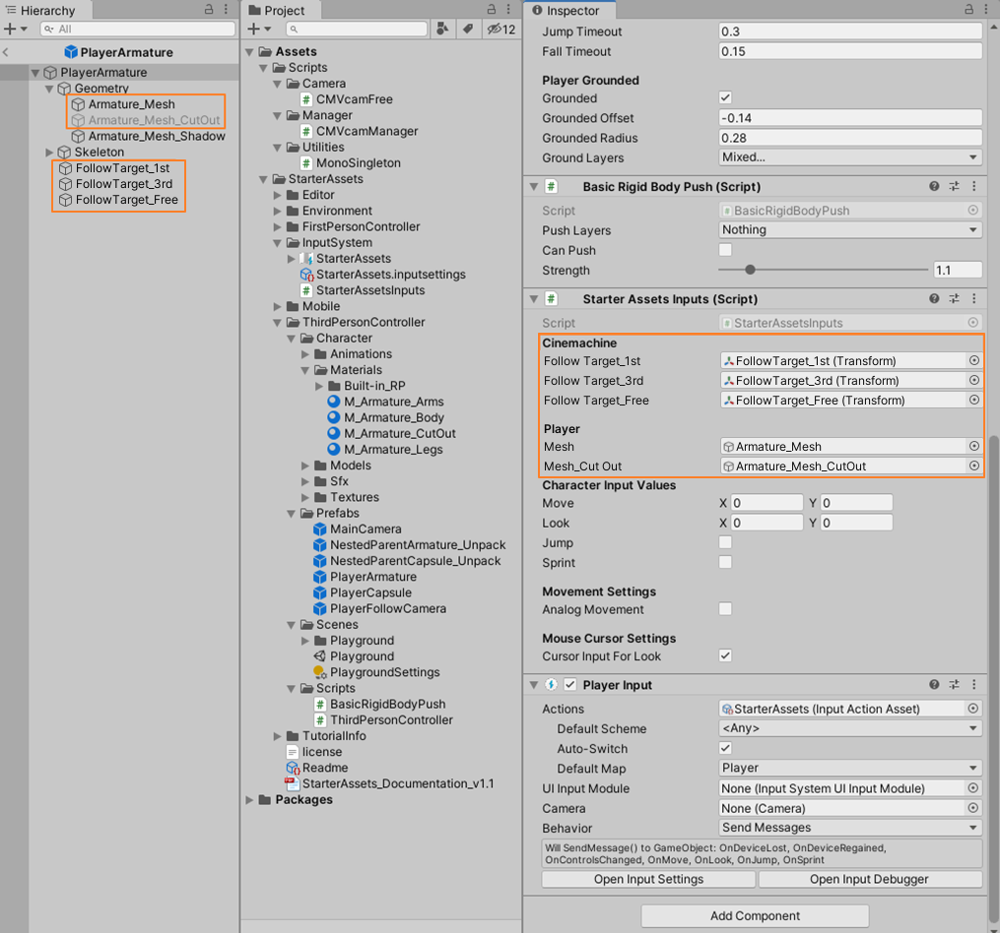 Hierarchy
All
PlayerArmature
PlayerArmature
Geometry
Armature_Mesh
Armature_Mesh_CutOut
Armature_Mesh_Shadow
Skeleton
FollowTarget_1st
FollowTarget_3rd
FollowTarget_Free
Project
12
Assets
Scripts
Camera
CMVcamFree
Manager
CMVcamManager
Utilities
MonoSingleton
StarterAssets
Editor
Environment
FirstPersonController
InputSystem
StarterAssets
StarterAssets.inputsettings
StarterAssetsInputs
Mobile
ThirdPersonController
Character
Animations
Materials
Built-in_RP
M_Armature_Arms
M_Armature_Body
M_Armature_CutOut
M_Armature_Legs
Models
Sfx
Textures
Prefabs
MainCamera
NestedParentArmature_Unpack
NestedParentCapsule_Unpack
PlayerArmature
PlayerCapsule
PlayerFollowCamera
Scenes
Playground
Playground
PlaygroundSettings
Scripts
BasicRigidBodyPush
ThirdPersonController
TutorialInfo
license
Readme
StarterAssets_Documentation_v1.1
Packages
Inspector
Jump Timeout 0.3
Fall Timeout 0.15
Player Grounded
Grounded
Grounded Offset -0.14
Grounded Radius 0.28
Ground Layers Mixed...
Basic Rigid Body Push (Script)
Script BasicRigidBodyPush
Push Layers Nothing
Can Push
Strength 1.1
Starter Assets Inputs (Script)
Script StarterAssetsInputs
Cinemachine
Follow Target_1st FollowTarget_1st (Transform)
Follow Target_3rd FollowTarget_3rd (Transform)
Follow Target_Free FollowTarget_Free (Transform)
Player
Mesh Armature_Mesh
Mesh_Cut Out Armature_Mesh_CutOut
Character Input Values
Move X 0 Y 0
Look X 0 Y 0
Jump
Sprint
Movement Settings
Analog Movement
Mouse Cursor Settings
Cursor Input For Look
Player Input
Actions StarterAssets (Input Action Asset)
Default Scheme <Any>
Auto-Switch
Default Map Player
UI Input Module None (Input System UI Input Module)
Camera None (Camera)
Behavior Send Messages
Will SendMessage() to GameObject: OnDeviceLost, OnDeviceRegained,
OnControlsChanged, OnMove, OnLook, OnJump, OnSprint
Open Input Settings Open Input Debugger
Add Component